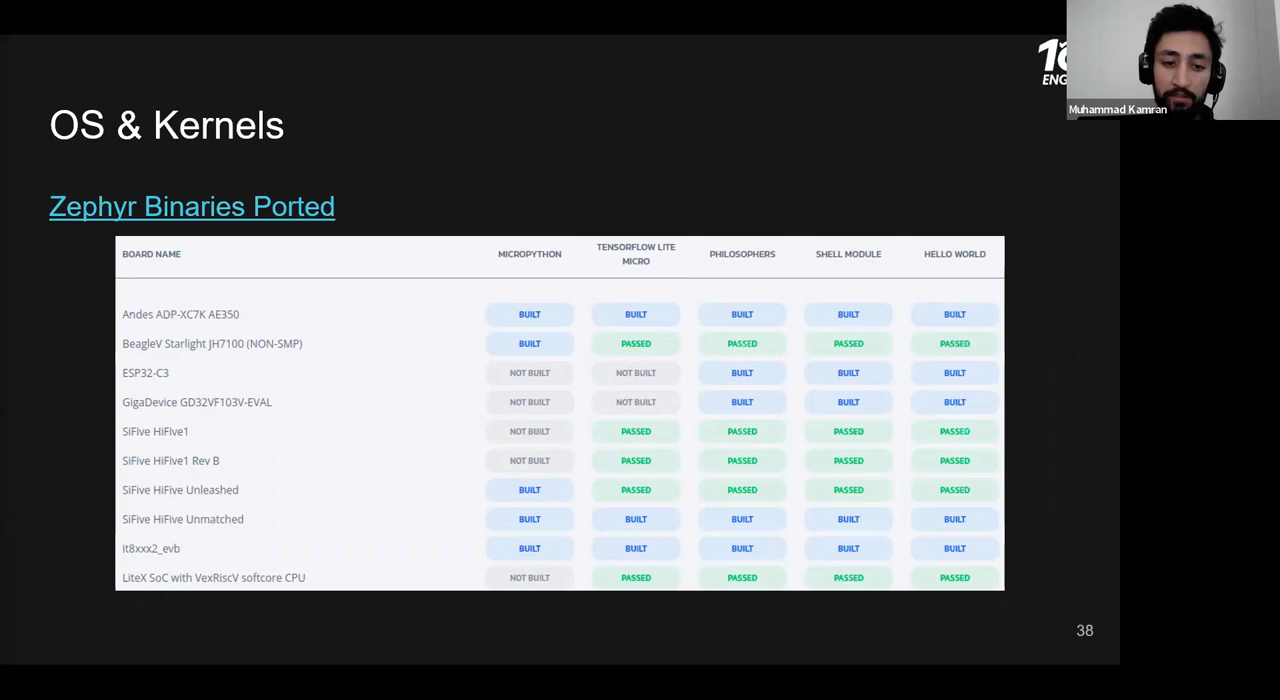 Muhammad Kamran
OS & Kernels
Zephyr Binaries Ported
BOARD NAME MICROPYTHON TENSORFLOW LITE MICRO PHILOSOPHERS SHELL MODULE HELLO WORLD
Andes ADP-XC7K AE350 BUILT BUILT BUILT BUILT BUILT
BeagleV Starlight JH7100 (NON-SMP) BUILT PASSED PASSED PASSED PASSED
ESP32-C3 NOT BUILT NOT BUILT BUILT BUILT BUILT
GigaDevice GD32VF103V-EVAL NOT BUILT NOT BUILT BUILT BUILT BUILT
SiFive HiFive1 NOT BUILT PASSED PASSED PASSED PASSED
SiFive HiFive1 Rev B NOT BUILT PASSED PASSED PASSED PASSED
SiFive HiFive Unleashed BUILT PASSED PASSED PASSED PASSED
SiFive HiFive Unmatched BUILT BUILT BUILT BUILT BUILT
it8xxx2_evb BUILT BUILT BUILT BUILT BUILT
LiteX SoC with VexRiscV softcore CPU NOT BUILT PASSED PASSED PASSED PASSED
38